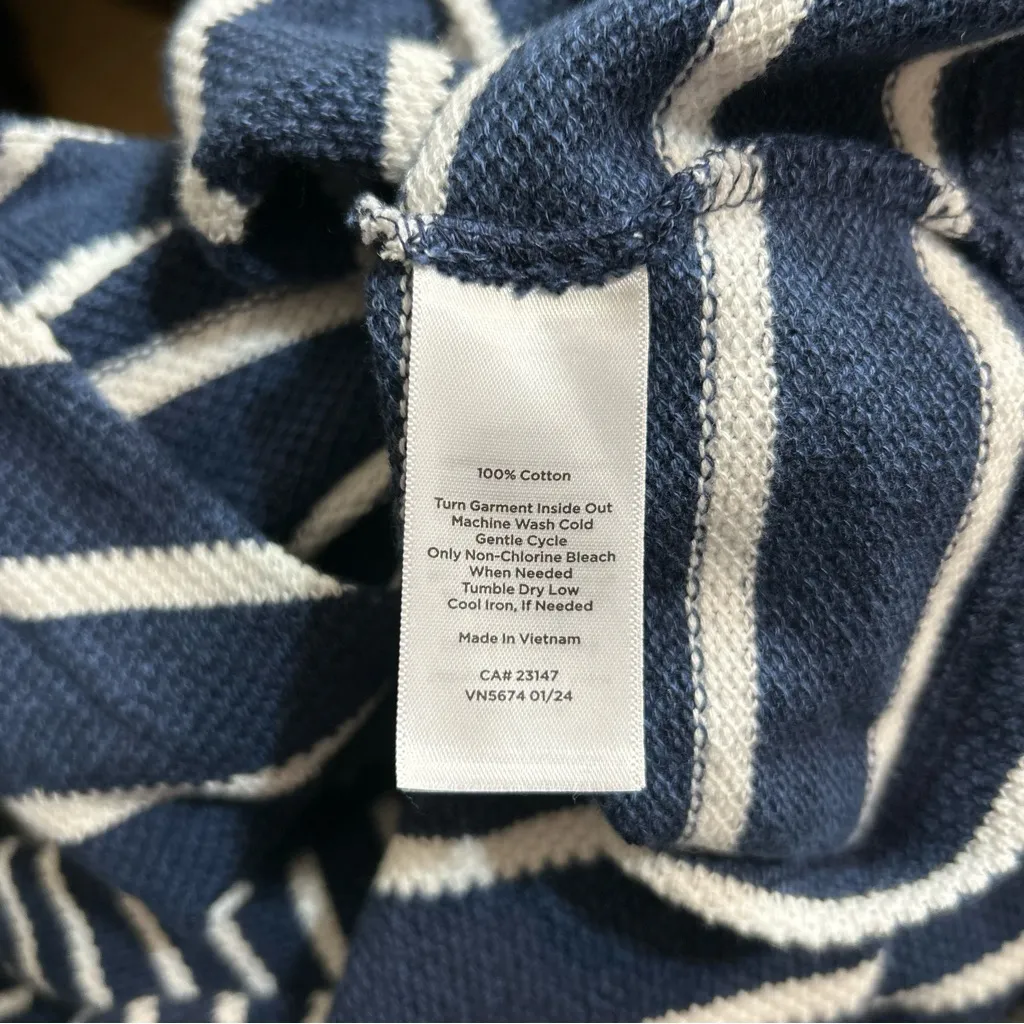 100% Cotton
Turn Garment Inside Out
Machine Wash Cold
Gentle Cycle
Only Non-Chlorine Bleach
When Needed
Tumble Dry Low
Cool Iron, If Needed
Made In Vietnam
CA# 23147
VN5674 01/24